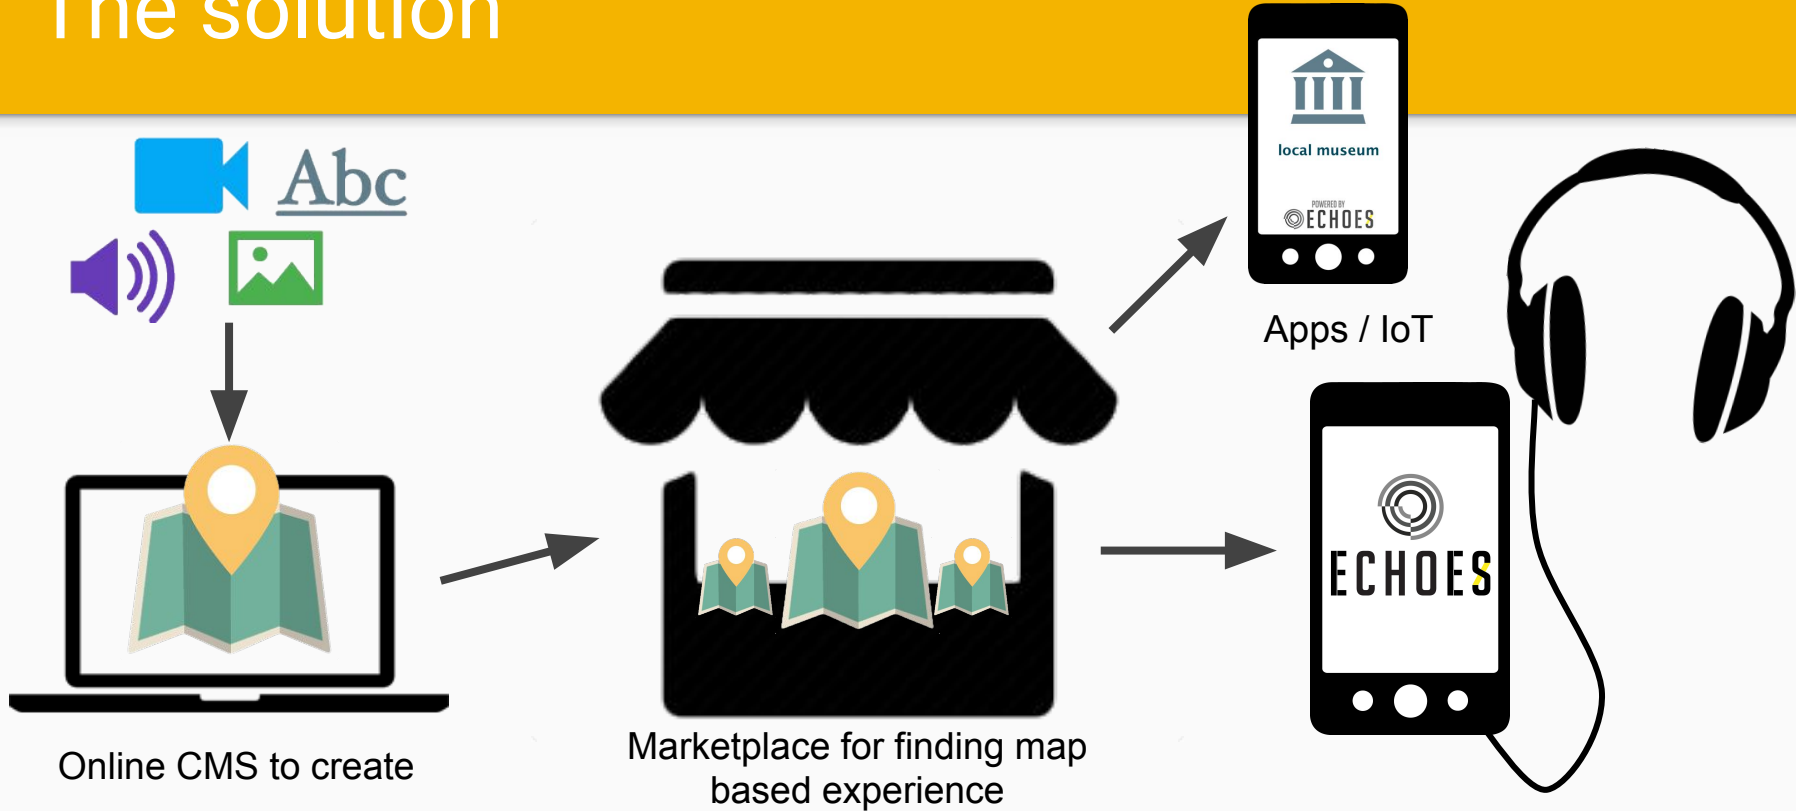 The solution
Abc
local museum
POWERED BY
ECHOES
Apps / IoT
ECHOES
Online CMS to create
Marketplace for finding map
based experience